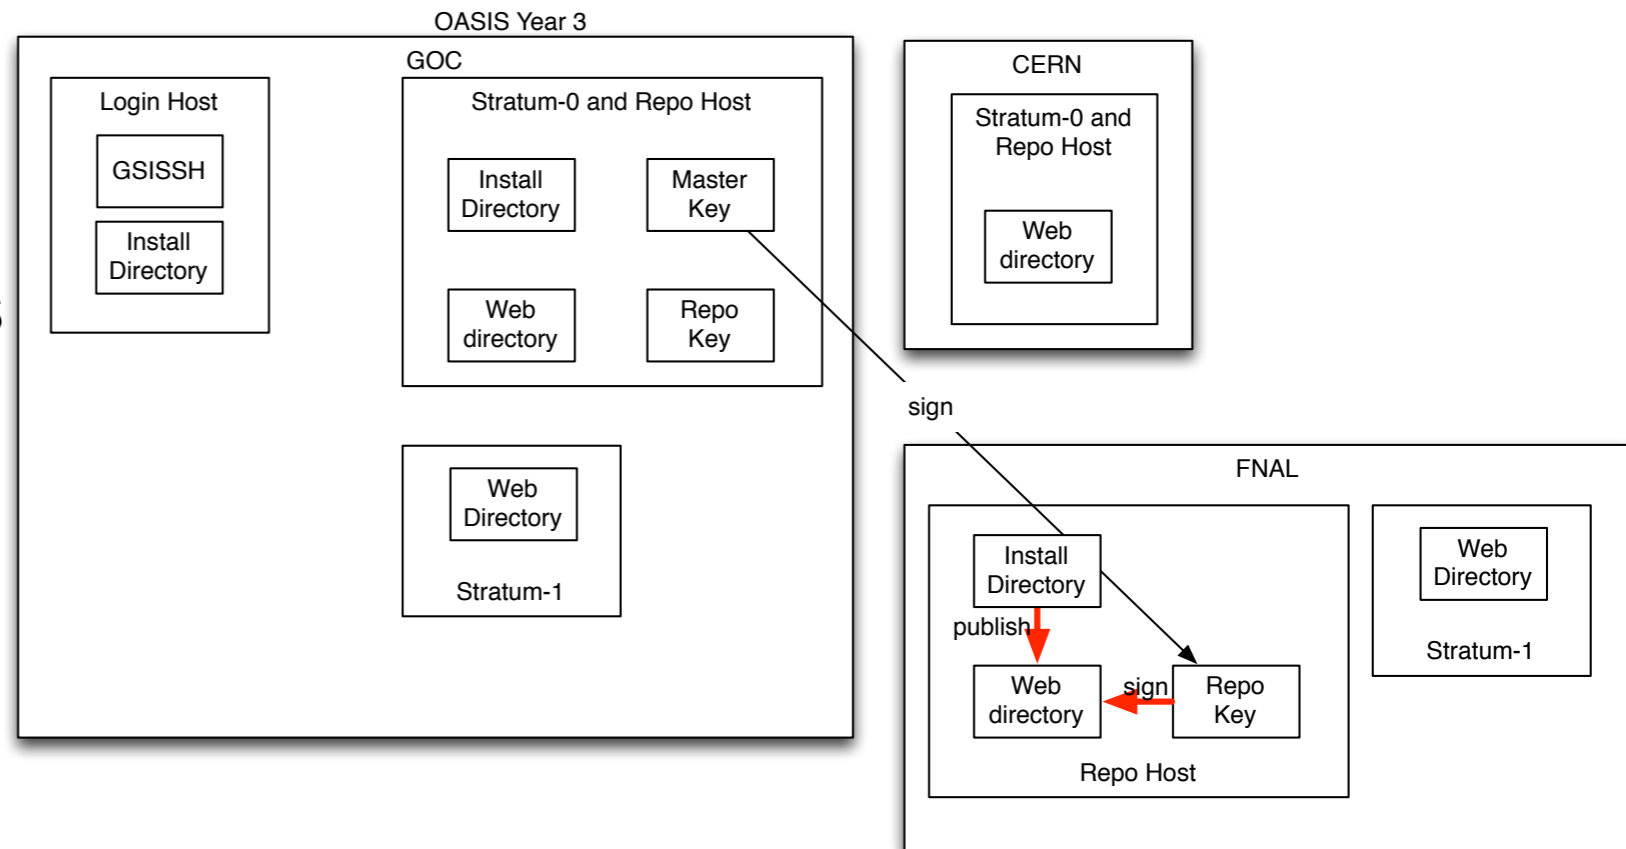 OASIS Year 3
GOC
Login Host
GSISSH
Install
Directory
Stratum-0 and Repo Host
Install
Directory
Master
Key
Web
directory
Repo
Key
Web
Directory
Stratum-1
CERN
Stratum-0 and
Repo Host
Web
directory
sign
FNAL
Install
Directory
publish
Web
directory
sign
Repo
Key
Repo Host
Web
Directory
Stratum-1